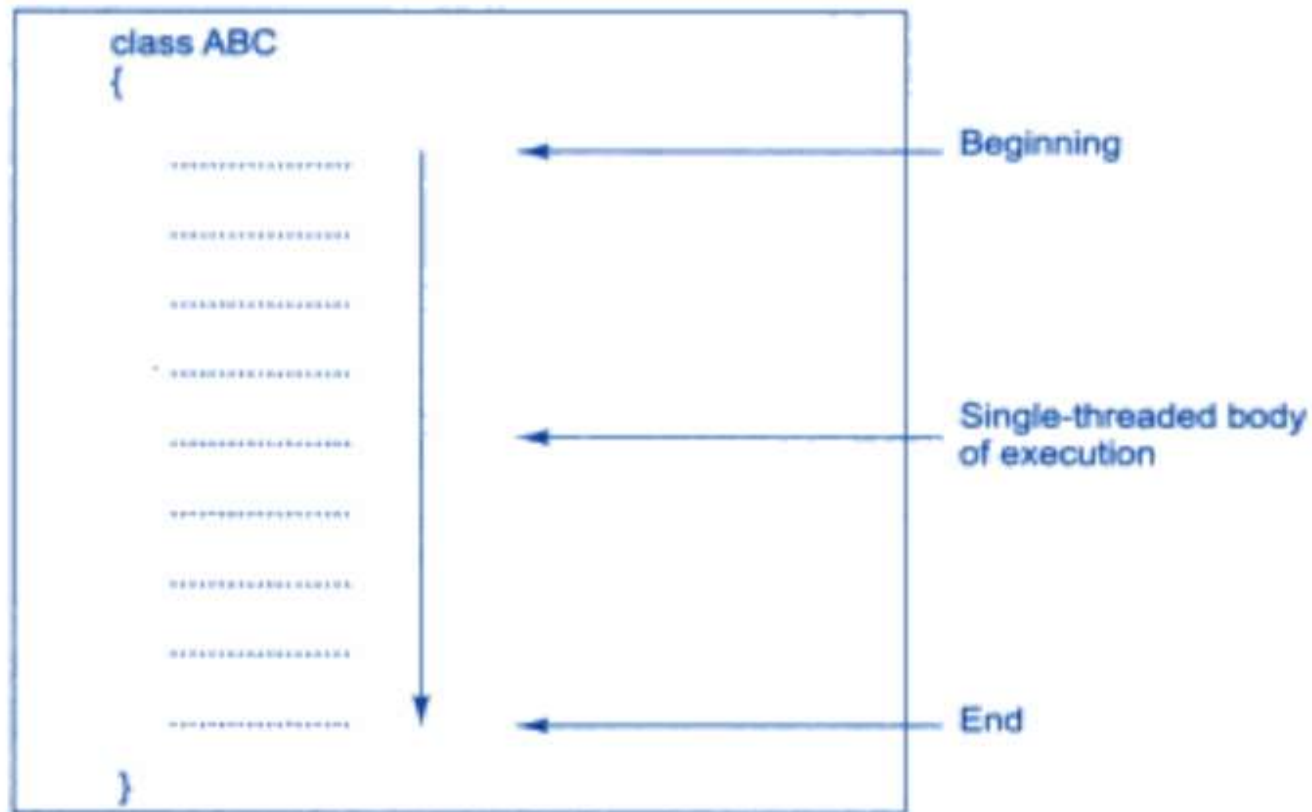 class ABC
{
Beginning
Single-threaded body
of execution
End
}